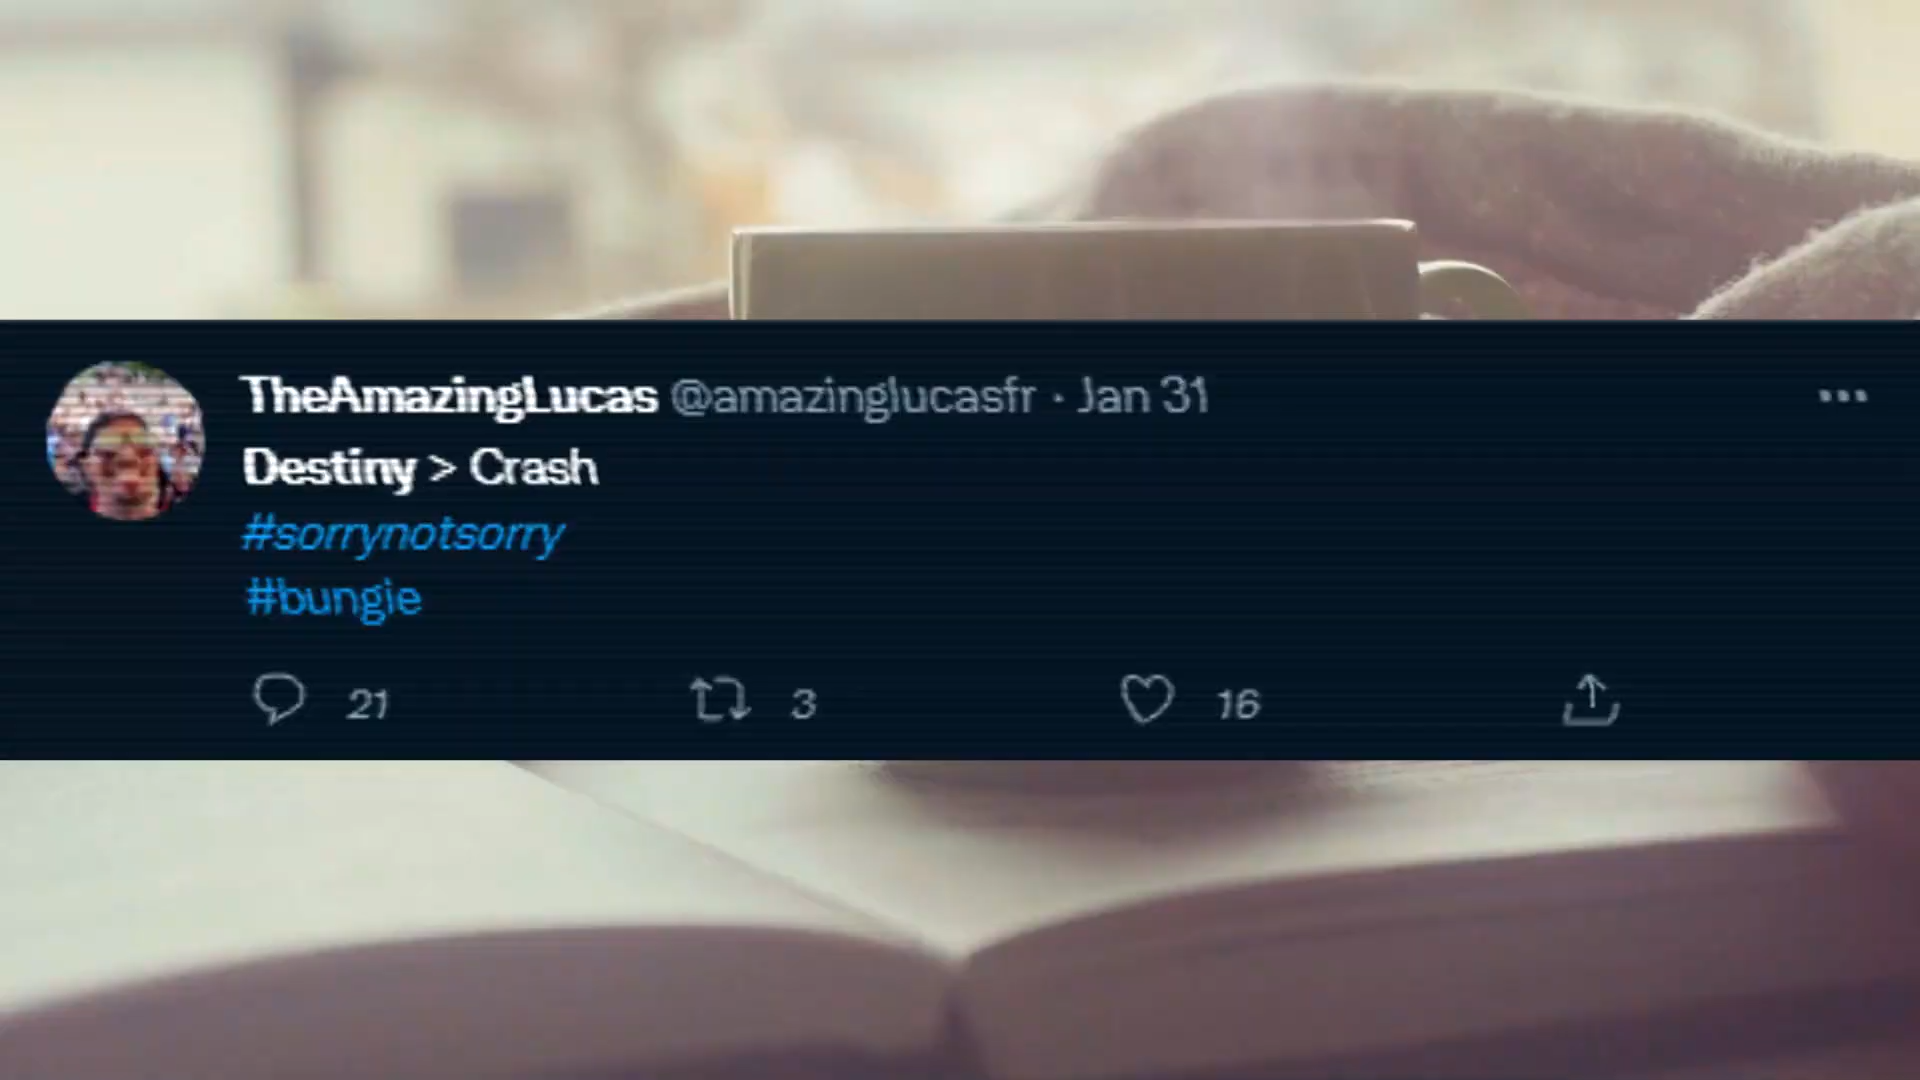 TheAmazingLucas @amazinglucasfr · Jan 31
Destiny > Crash
#sorrynotsorry
#bungie
21 3 16